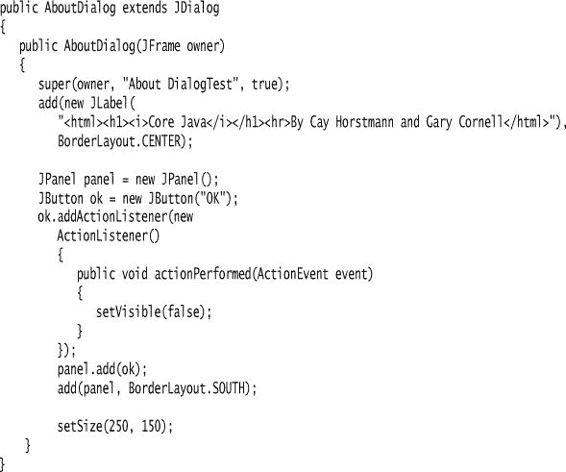 public AboutDialog extends JDialog
{
public AboutDialog(JFrame owner)
{
super(owner, "About DialogTest", true);
add(new JLabel(
"<html><h1><i>Core Java</i></h1><hr>By Cay Horstmann and Gary Cornell</html>"),
BorderLayout.CENTER);
JPanel panel = new JPanel();
JButton ok = new JButton("OK");
ok.addActionListener(new
ActionListener()
{
public void actionPerformed(ActionEvent event)
{
setVisible(false);
}
});
panel.add(ok);
add(panel, BorderLayout.SOUTH);
setSize(250, 150);
}
}